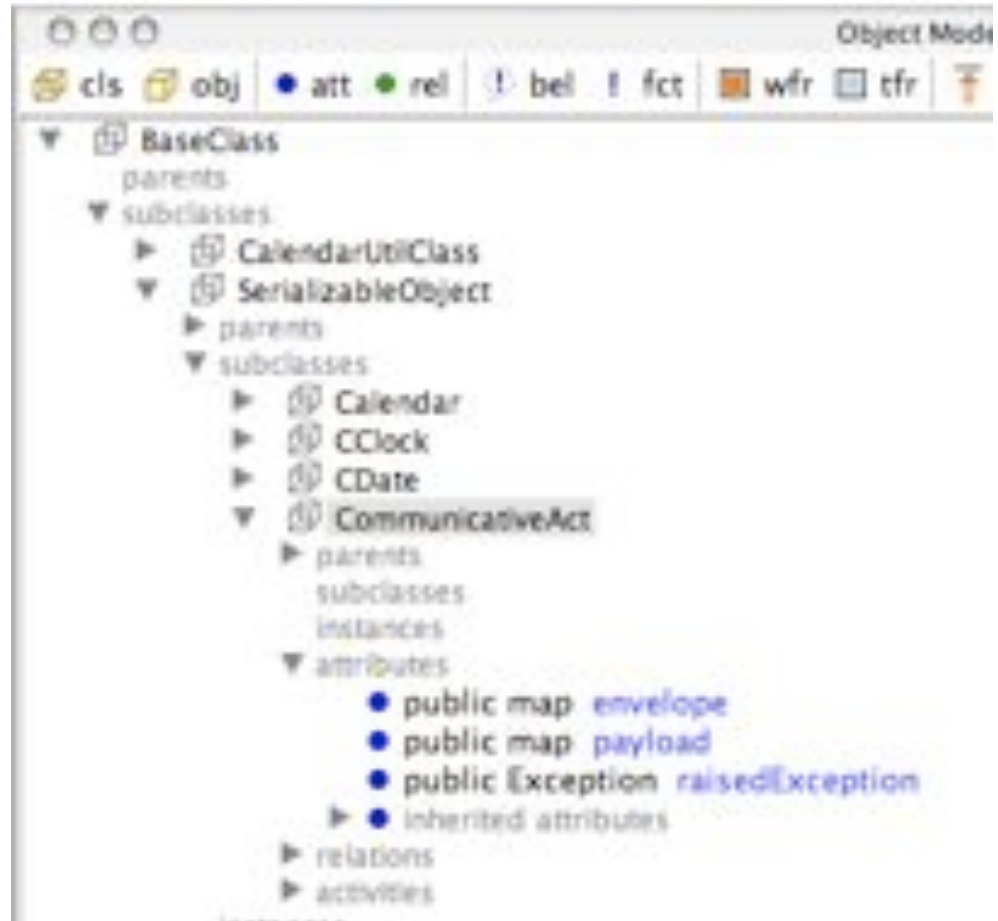 Object Mode
cls obj att rel bel fct wfr tfr
BaseClass
parents
subclasses
CalendarUtilClass
SerializableObject
parents
subclasses
Calendar
CClock
CDate
CommunicativeAct
parents
subclasses
instances
attributes
public map envelope
public map payload
public Exception raisedException
inherited attributes
relations
activities